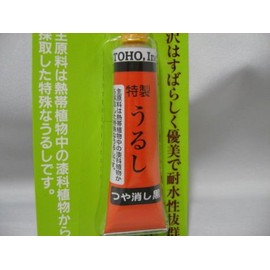 沢はすばらしく優美で耐水性抜群
主原料は熱帯植物中の漆科植物から
採取した特殊なうるしです。
TOHO, Inc
特製
うるし
主原料は熱帯植物中の漆科植物か
つや消し黒